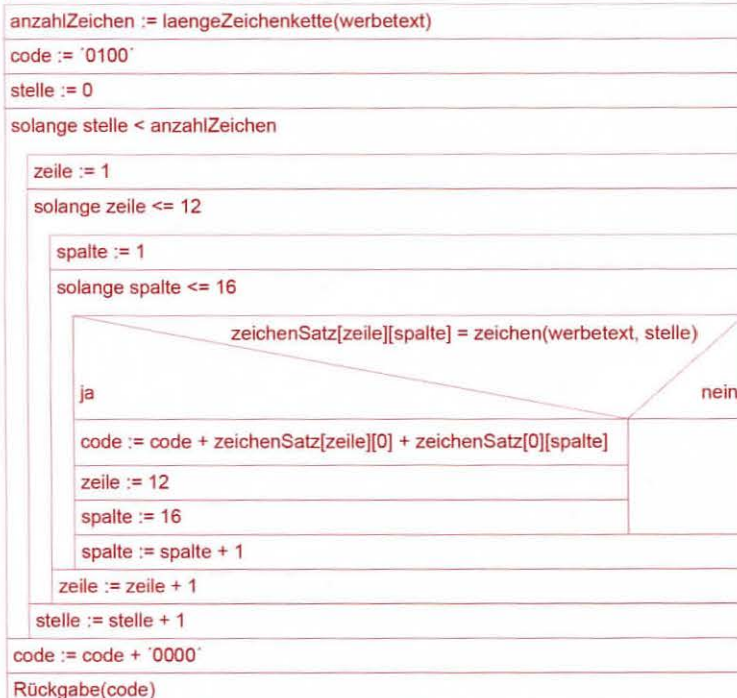 anzahlZeichen := laengeZeichenkette(werbetext)
code := ´0100´
stelle := 0
solange stelle < anzahlZeichen
zeile := 1
solange zeile <= 12
spalte := 1
solange spalte <= 16
zeichenSatz[zeile][spalte] = zeichen(werbetext, stelle)
ja nein
code := code + zeichenSatz[zeile][0] + zeichenSatz[0][spalte]
zeile := 12
spalte := 16
spalte := spalte + 1
zeile := zeile + 1
stelle := stelle + 1
code := code + ´0000´
Rückgabe(code)